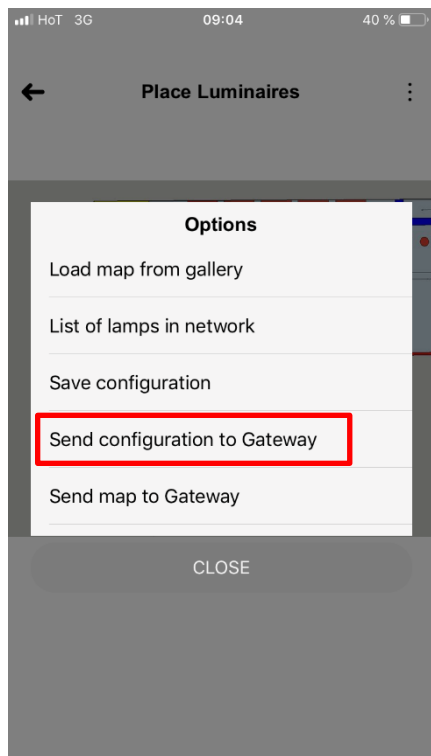 HoT 3G 09:04 40 %
Place Luminaires
Options
Load map from gallery
List of lamps in network
Save configuration
Send configuration to Gateway
Send map to Gateway
CLOSE